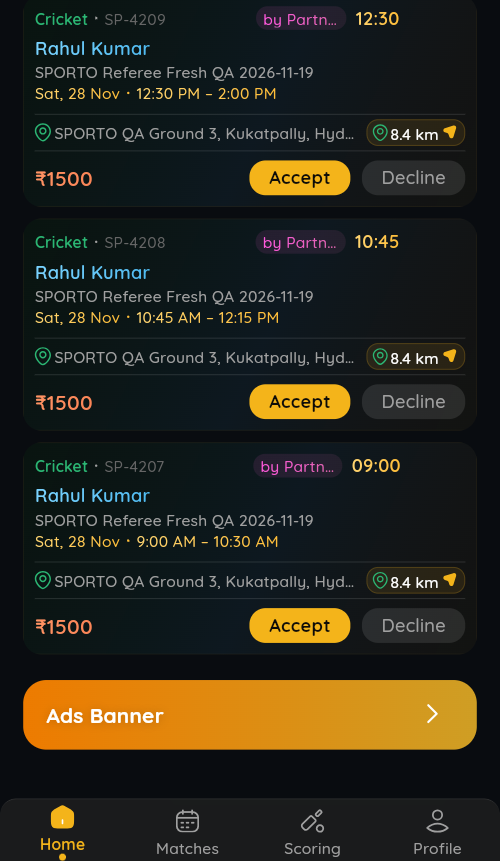 Cricket • SP-4209 by Partn... 12:30
Rahul Kumar
SPORTO Referee Fresh QA 2026-11-19
Sat, 28 Nov • 12:30 PM – 2:00 PM
SPORTO QA Ground 3, Kukatpally, Hyd... 8.4 km
₹1500 Accept Decline
Cricket • SP-4208 by Partn... 10:45
Rahul Kumar
SPORTO Referee Fresh QA 2026-11-19
Sat, 28 Nov • 10:45 AM – 12:15 PM
SPORTO QA Ground 3, Kukatpally, Hyd... 8.4 km
₹1500 Accept Decline
Cricket • SP-4207 by Partn... 09:00
Rahul Kumar
SPORTO Referee Fresh QA 2026-11-19
Sat, 28 Nov • 9:00 AM – 10:30 AM
SPORTO QA Ground 3, Kukatpally, Hyd... 8.4 km
₹1500 Accept Decline
Ads Banner
Home Matches Scoring Profile